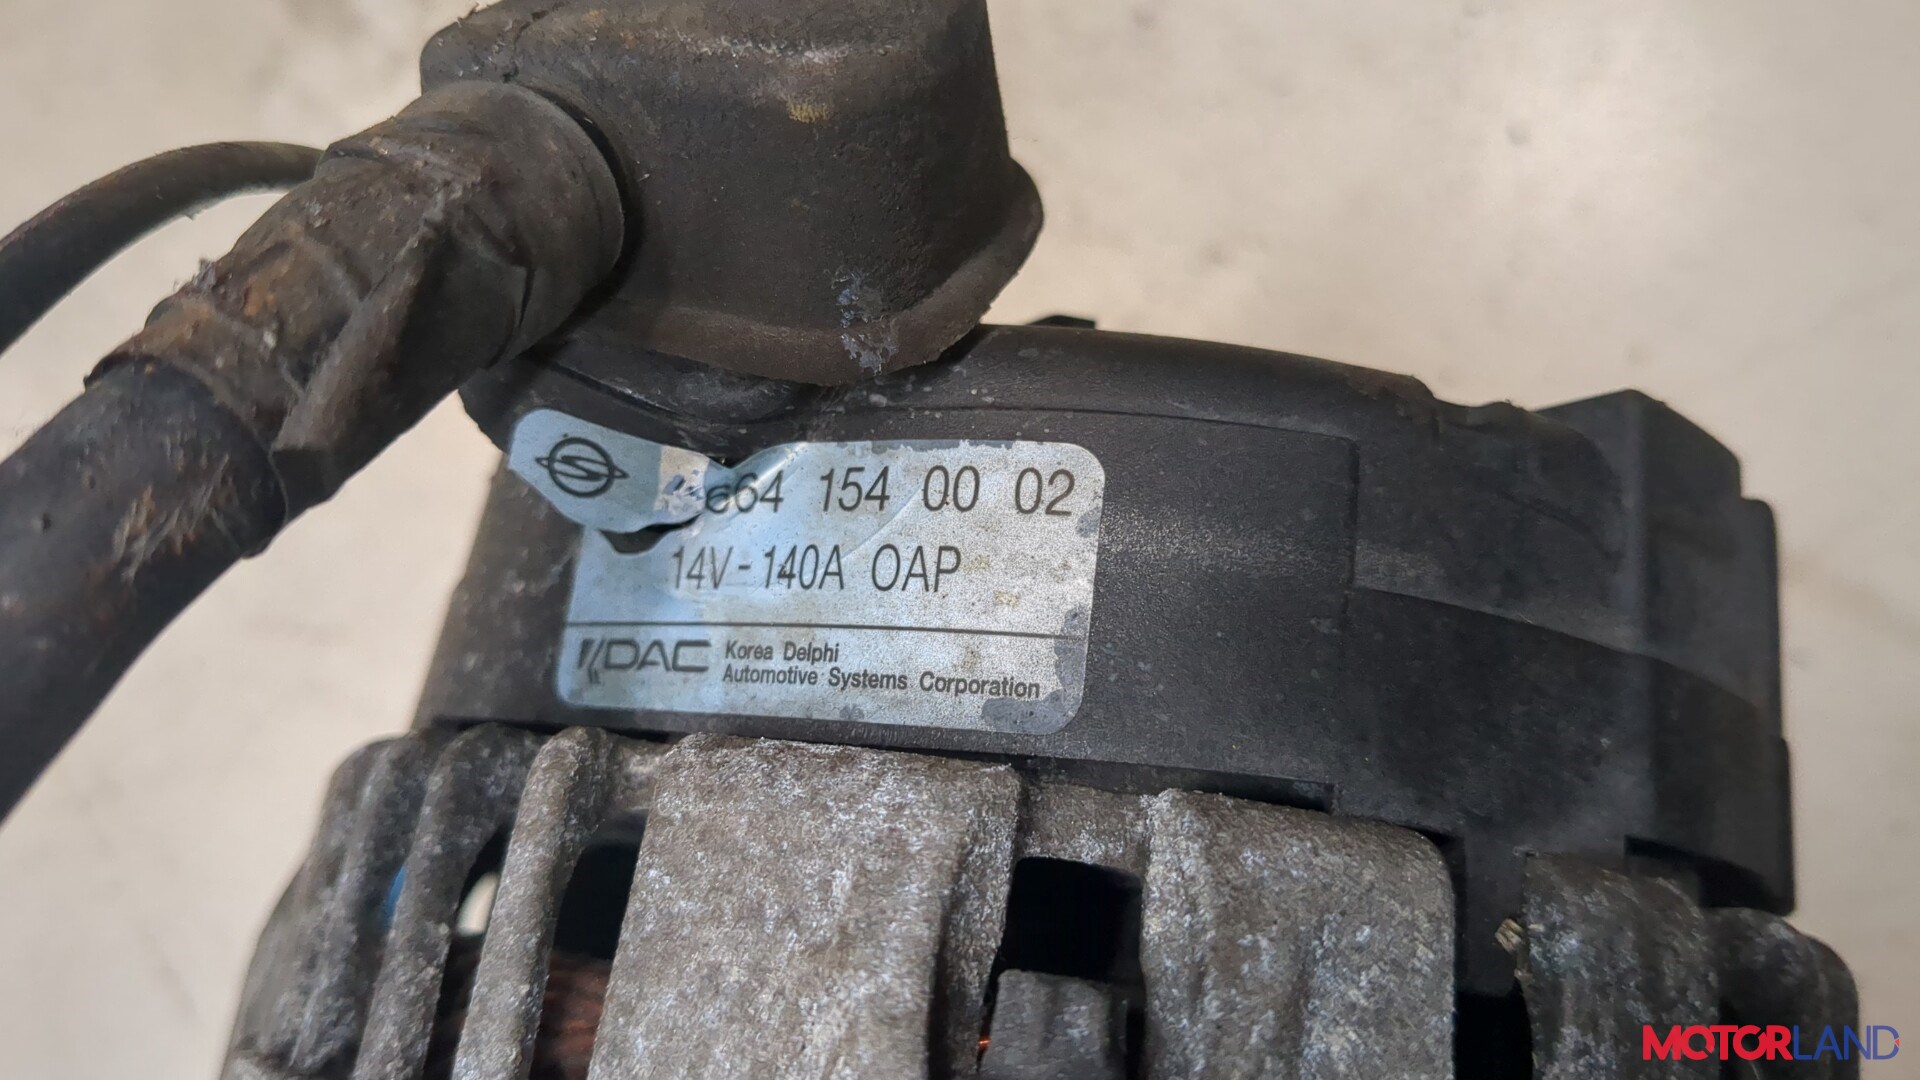 664 154 00 02
14V-140A OAP
DAC Korea Delphi
Automotive Systems Corporation
MOTORLAND